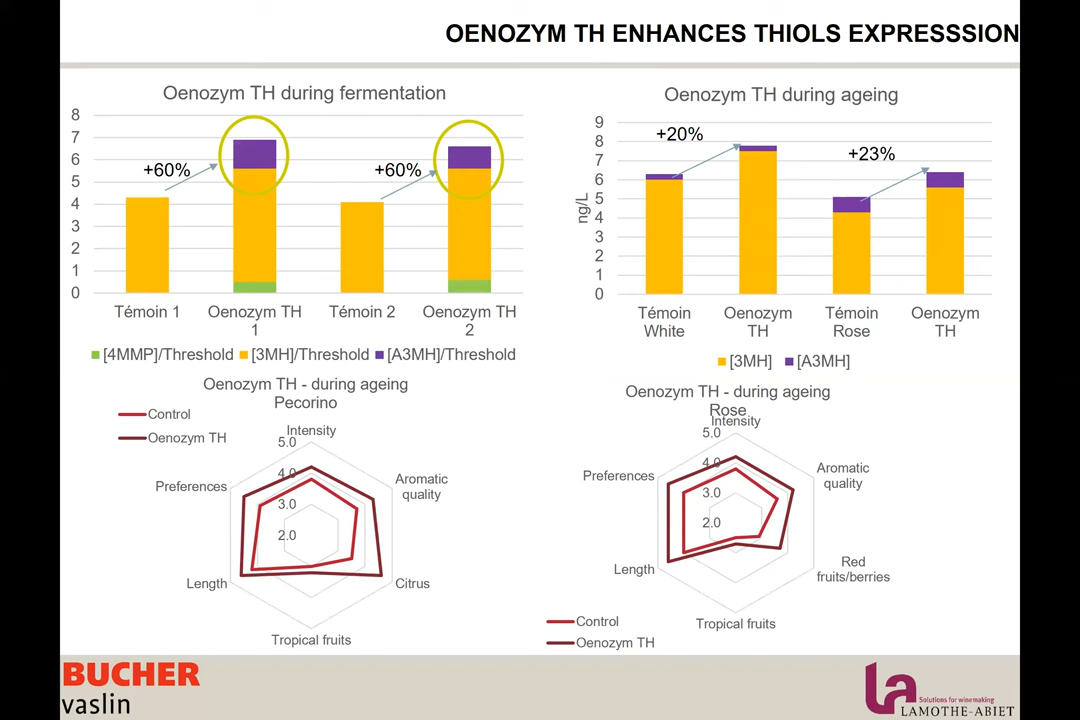 OENOZYM TH ENHANCES THIOLS EXPRESSSION
Oenozym TH during fermentation
8
7
6
5
4
3
2
1
0
+60%
+60%
Témoin 1
Oenozym TH
1
Témoin 2
Oenozym TH
2
[4MMP]/Threshold [3MH]/Threshold [A3MH]/Threshold
Oenozym TH during ageing
ng/L
9
8
7
6
5
4
3
2
1
0
+20%
+23%
Témoin
White
Oenozym
TH
Témoin
Rose
Oenozym
TH
[3MH] [A3MH]
Oenozym TH - during ageing
Pecorino
Control
Oenozym TH
Intensity
5.0
4.0
3.0
2.0
Aromatic
quality
Citrus
Tropical fruits
Length
Preferences
Oenozym TH - during ageing
Rose
Intensity
5.0
4.0
3.0
2.0
Aromatic
quality
Red
fruits/berries
Tropical fruits
Length
Preferences
Control
Oenozym TH
BUCHER
vaslin
La
Solutions for winemaking
LAMOTHE-ABIET